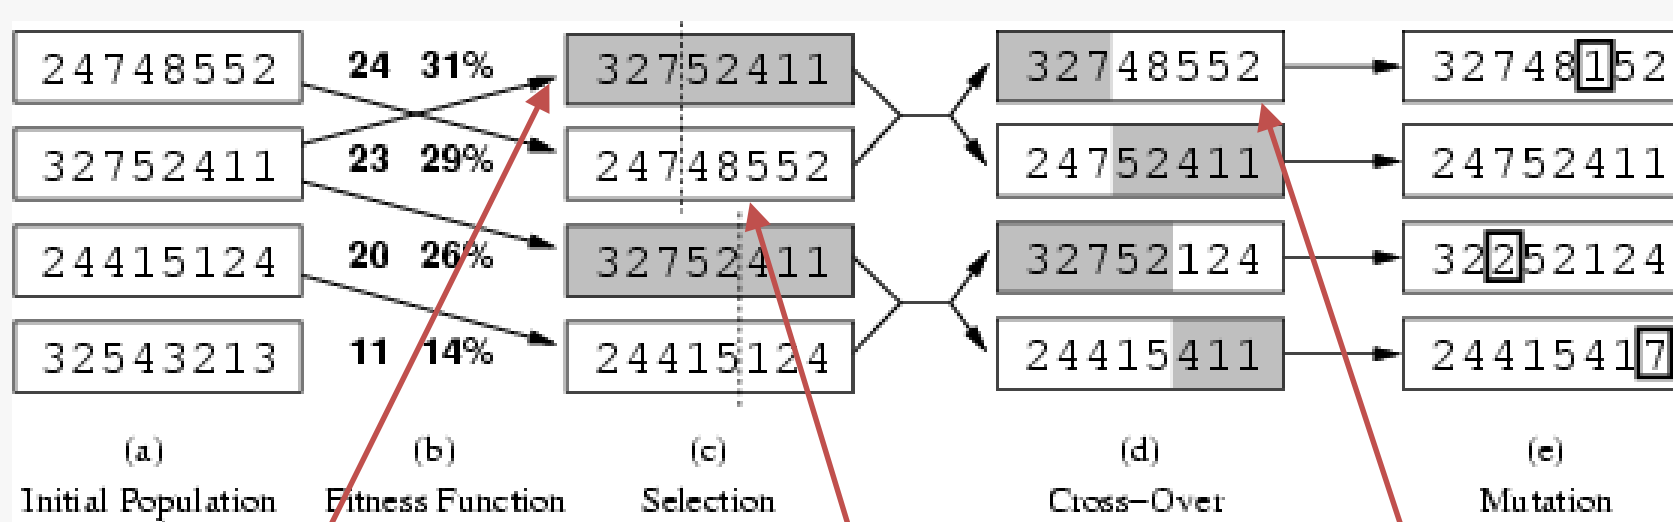 24748552 24 31% 32752411 32748552 32748152
32752411 23 29% 24748552 24752411 24752411
24415124 20 26% 32752411 32752124 32252124
32543213 11 14% 24415124 24415411 24415417
(a) (b) (c) (d) (e)
Initial Population Fitness Function Selection Cross–Over Mutation